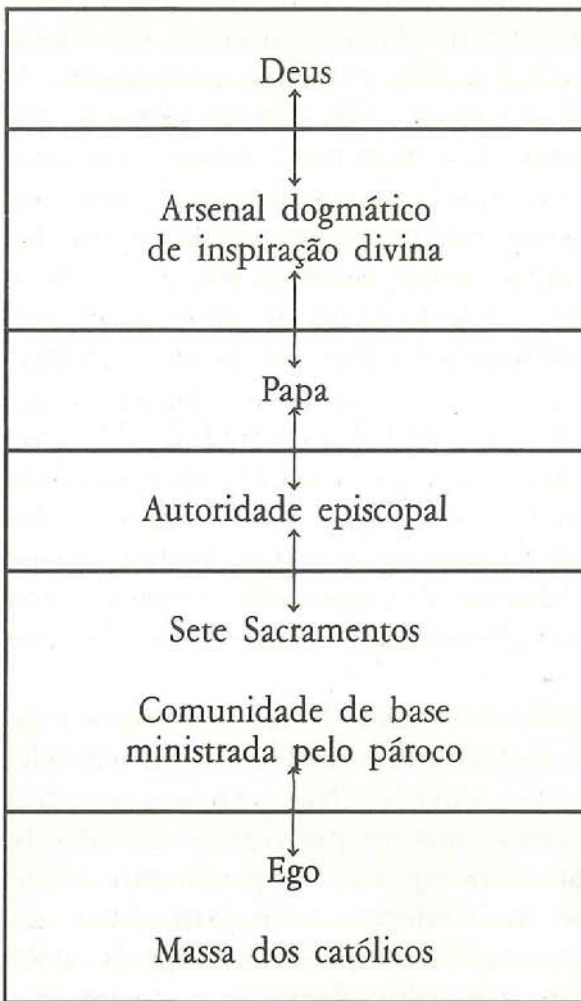 Deus
Arsenal dogmático
de inspiração divina
Papa
Autoridade episcopal
Sete Sacramentos
Comunidade de base
ministrada pelo pároco
Ego
Massa dos católicos